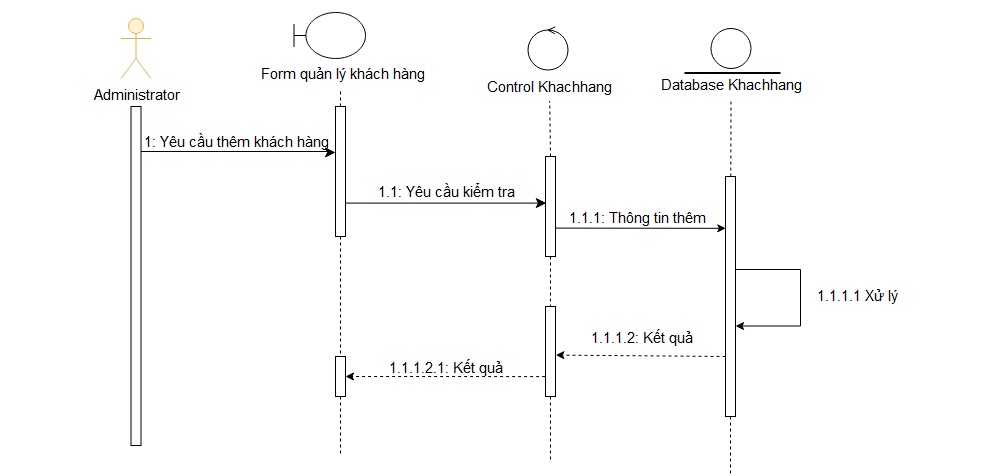 Administrator
Form quản lý khách hàng
Control Khachhang
Database Khachhang
1: Yêu cầu thêm khách hàng
1.1: Yêu cầu kiểm tra
1.1.1: Thông tin thêm
1.1.1.1 Xử lý
1.1.1.2: Kết quả
1.1.1.2.1: Kết quả